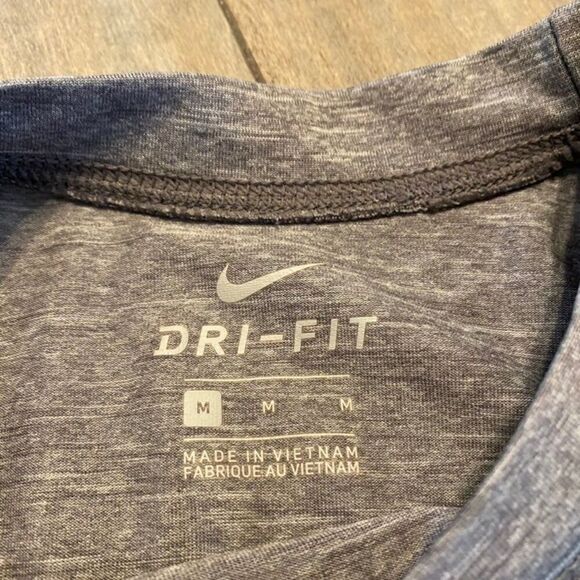 DRI-FIT
M M M
MADE IN VIETNAM
FABRIQUE AU VIETNAM